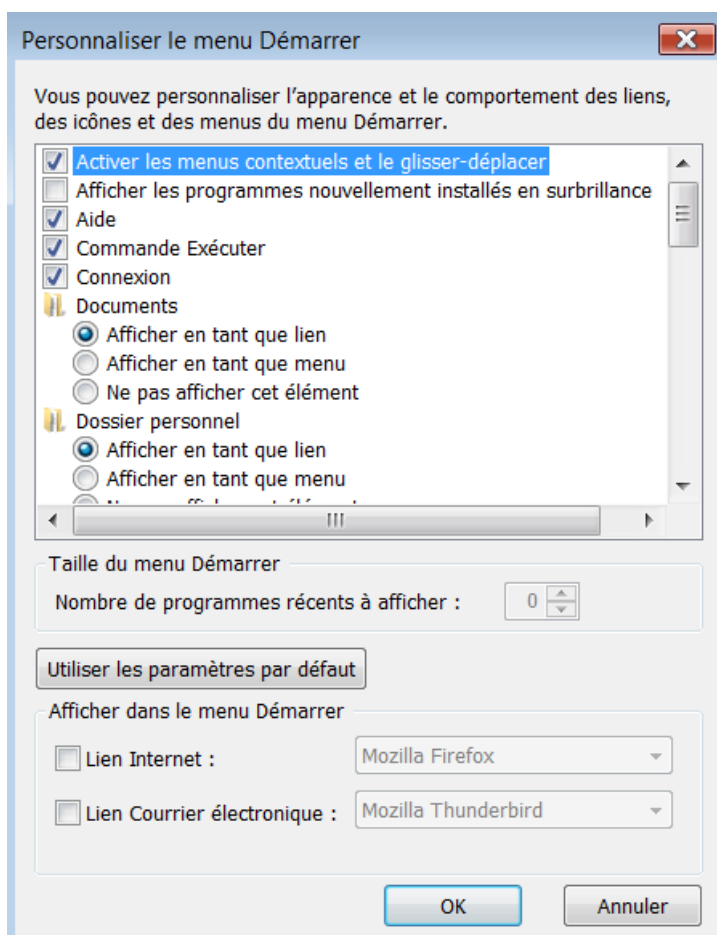 Personnaliser le menu Démarrer
Vous pouvez personnaliser l’apparence et le comportement des liens,
des icônes et des menus du menu Démarrer.
Activer les menus contextuels et le glisser-déplacer
Afficher les programmes nouvellement installés en surbrillance
Aide
Commande Exécuter
Connexion
Documents
Afficher en tant que lien
Afficher en tant que menu
Ne pas afficher cet élément
Dossier personnel
Afficher en tant que lien
Afficher en tant que menu
Taille du menu Démarrer
Nombre de programmes récents à afficher : 0
Utiliser les paramètres par défaut
Afficher dans le menu Démarrer
Lien Internet : Mozilla Firefox
Lien Courrier électronique : Mozilla Thunderbird
OK Annuler